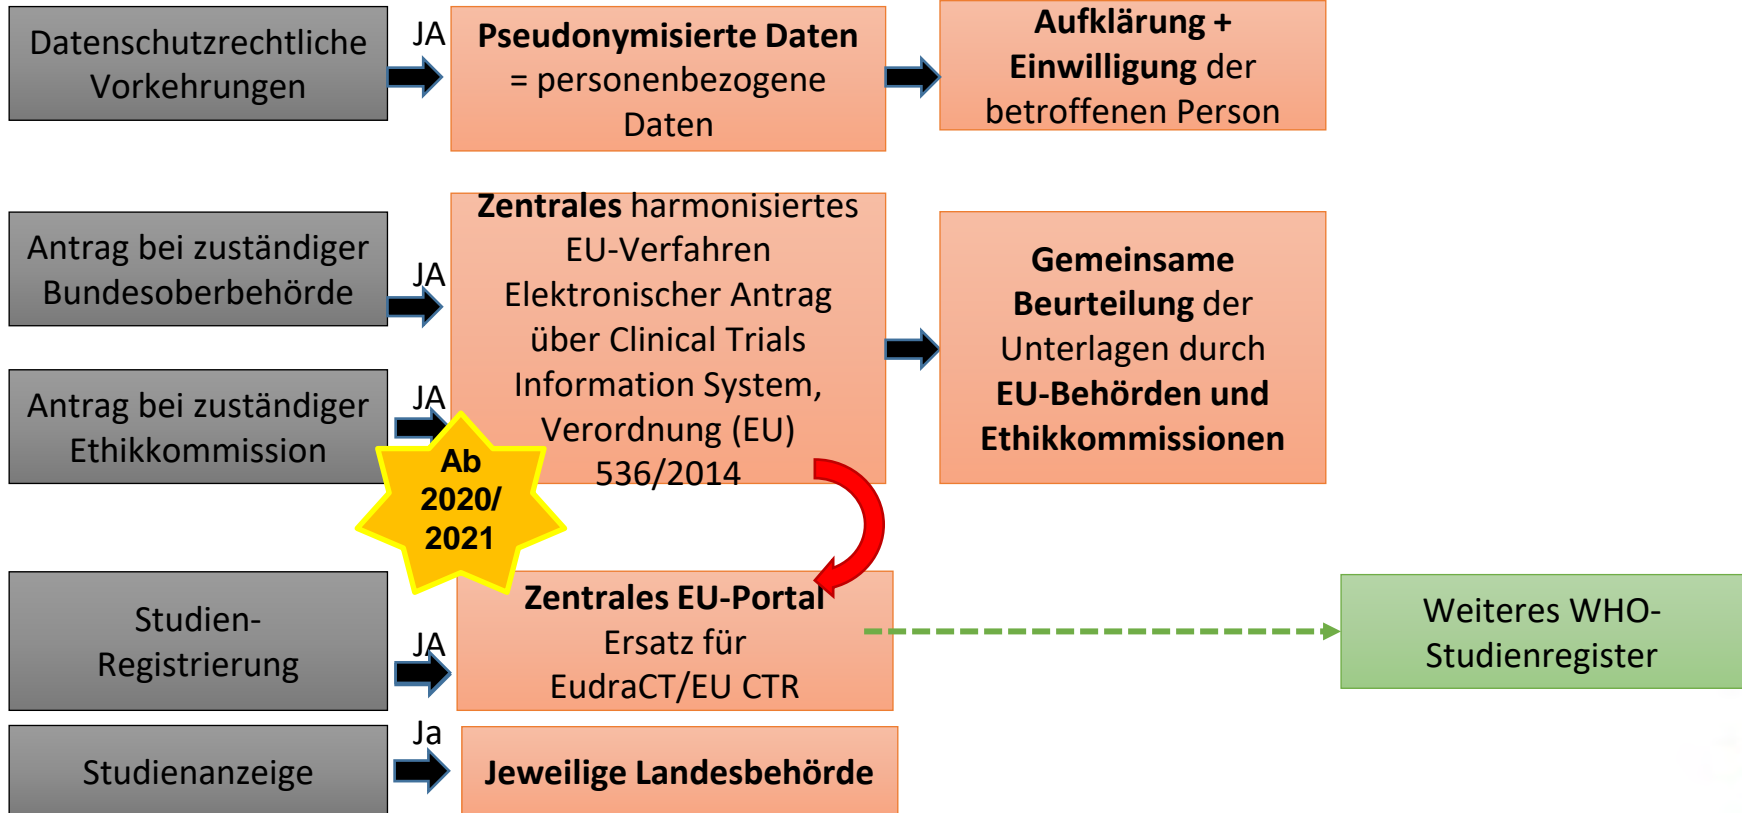 Datenschutzrechtliche
Vorkehrungen
JA
Pseudonymisierte Daten
= personenbezogene
Daten
Aufklärung +
Einwilligung der
betroffenen Person
Antrag bei zuständiger
Bundesoberbehörde
JA
Zentrales harmonisiertes
EU-Verfahren
Elektronischer Antrag
über Clinical Trials
Information System,
Verordnung (EU)
536/2014
Gemeinsame
Beurteilung der
Unterlagen durch
EU-Behörden und
Ethikkommissionen
Antrag bei zuständiger
Ethikkommission
JA
Ab
2020/
2021
Studien-
Registrierung
JA
Zentrales EU-Portal
Ersatz für
EudraCT/EU CTR
Weiteres WHO-
Studienregister
Studienanzeige
Ja
Jeweilige Landesbehörde